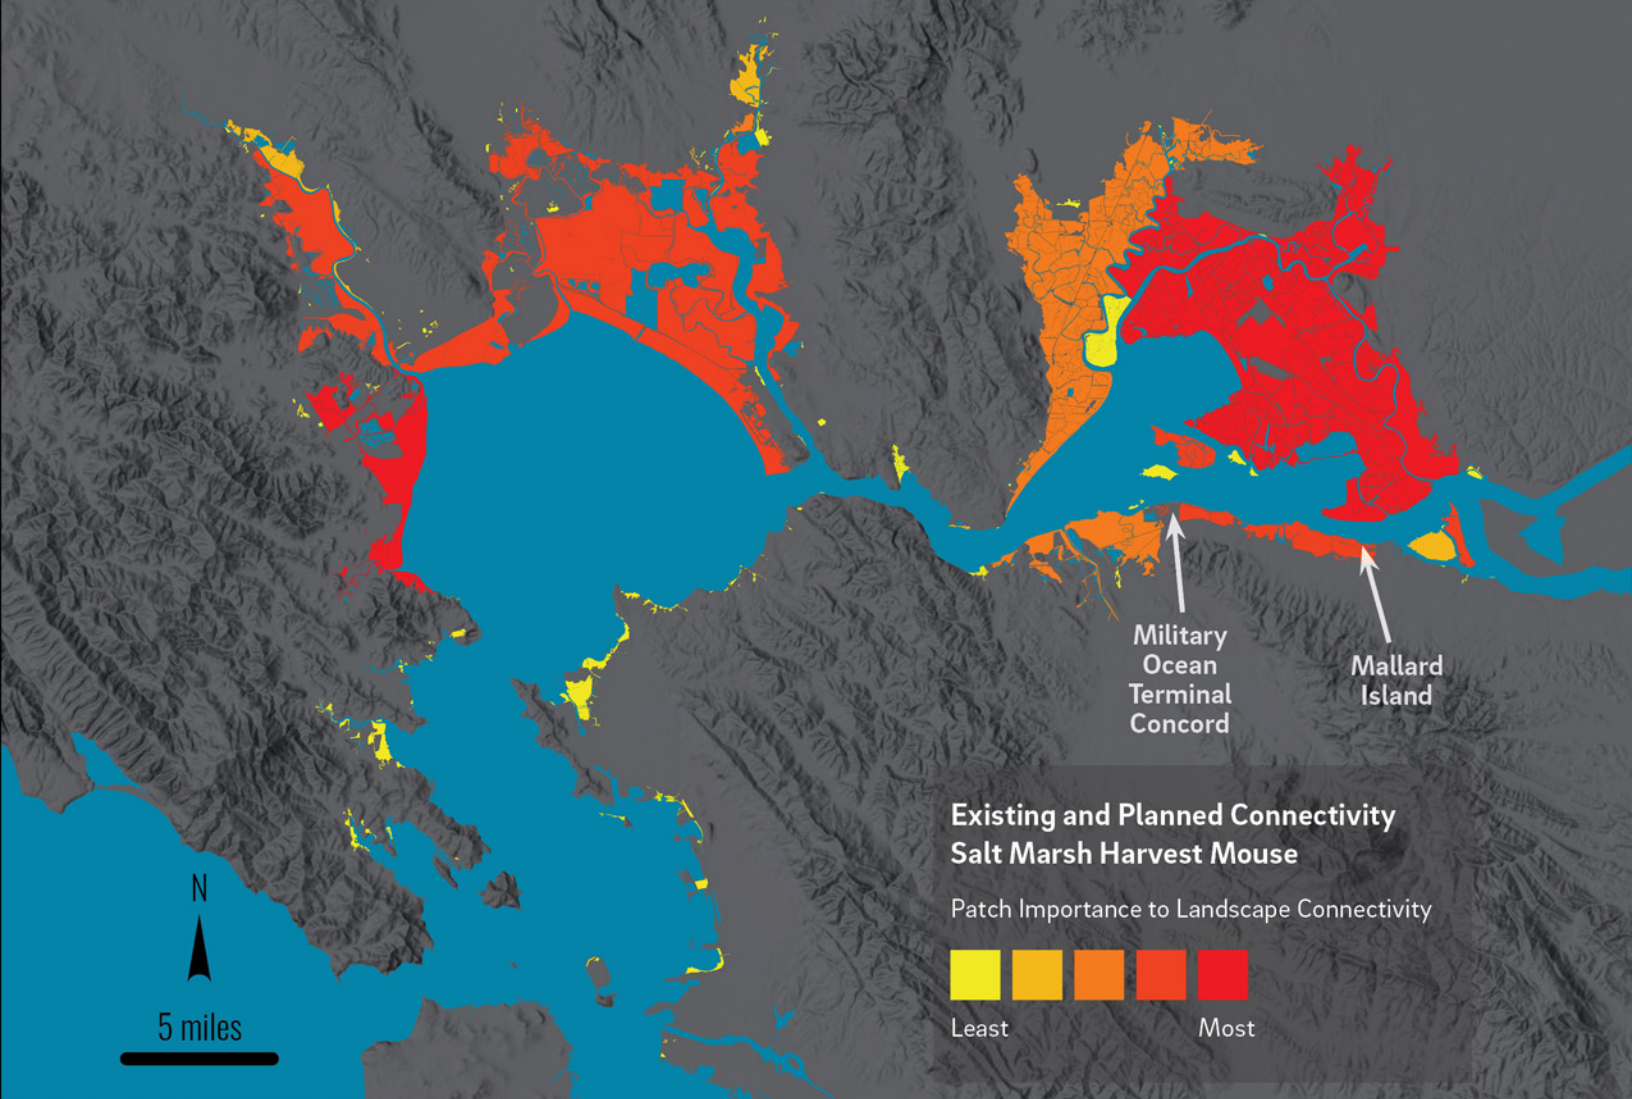 Military
Ocean
Terminal
Concord
Mallard
Island
Existing and Planned Connectivity
Salt Marsh Harvest Mouse
Patch Importance to Landscape Connectivity
Least
Most
N
5 miles